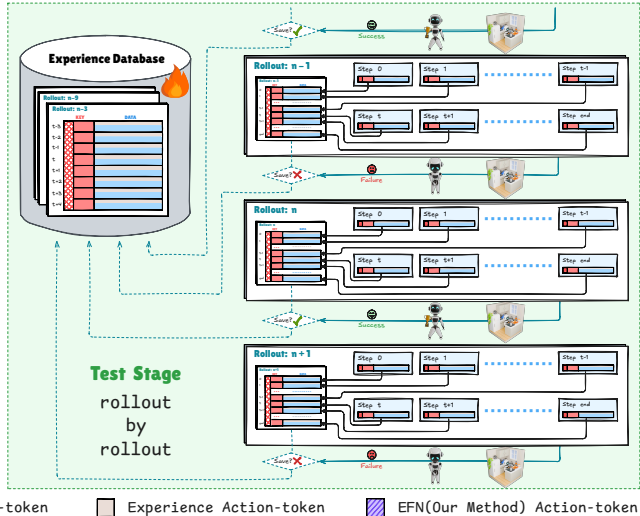 Save?
Success
Experience Database
Rollout: n-9
Rollout: n-3
KEY DATA
t-3
t-2
t-1
t
t+1
t+2
t+3
t+4
Rollout: n-1
Step 0
Step 1
Step t-1
Step t
Step t+1
Step end
Save?
Failure
Rollout: n
Step 0
Step 1
Step t-1
Step t
Step t+1
Step end
Save?
Success
Rollout: n+1
Step 0
Step 1
Step t-1
Step t
Step t+1
Step end
Save?
Failure
Test Stage
rollout
by
rollout
-token
Experience Action-token
EFN(Our Method) Action-token